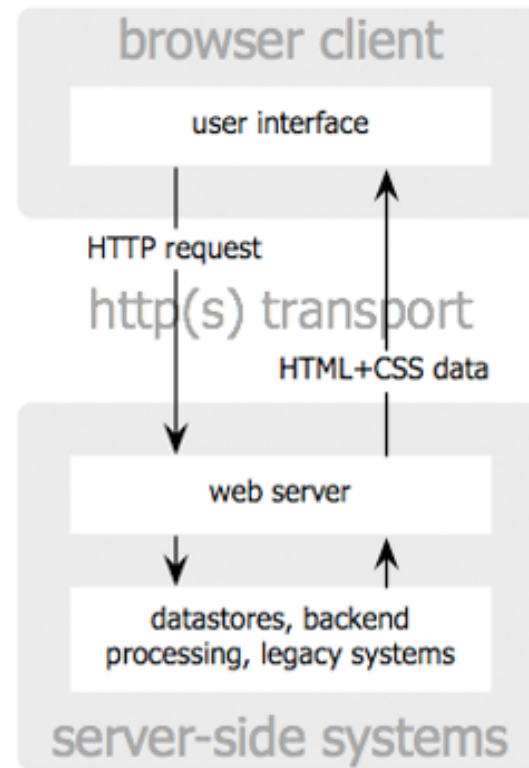 browser client
user interface
HTTP request
http(s) transport
HTML+CSS data
web server
datastores, backend
processing, legacy systems
server-side systems